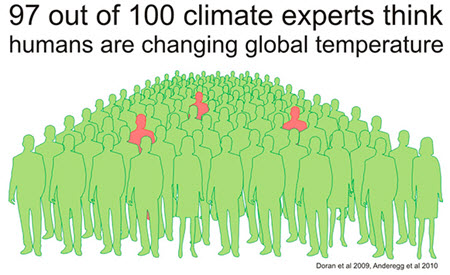 97 out of 100 climate experts think
humans are changing global temperature
Doran et al 2009, Anderegg et al 2010